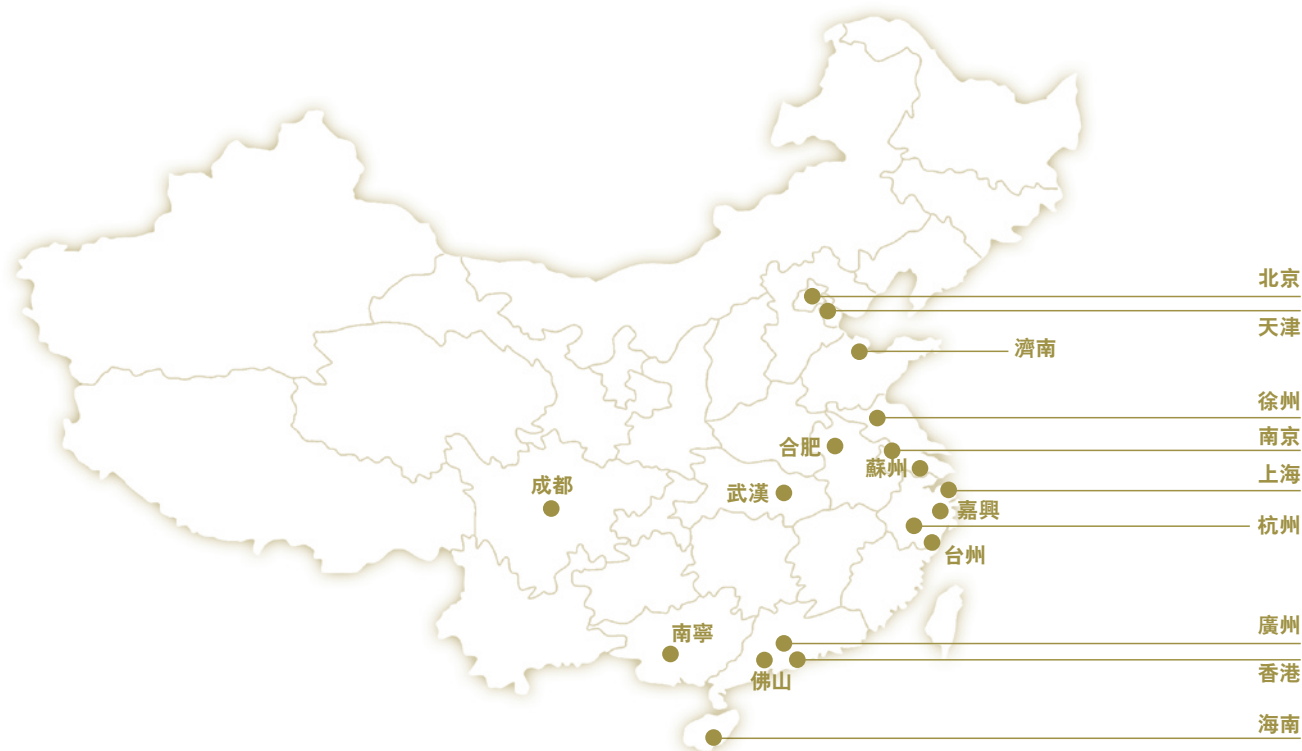 北京
天津
濟南
徐州
合肥
南京
蘇州
上海
成都
武漢
嘉興
杭州
台州
廣州
南寧
香港
佛山
海南